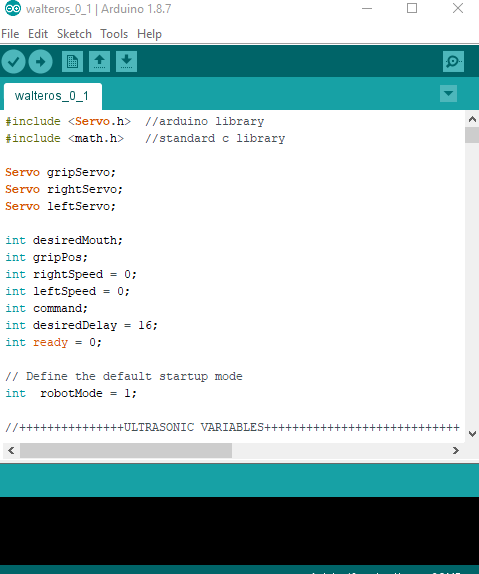 walteros_0_1 | Arduino 1.8.7
File Edit Sketch Tools Help
walteros_0_1
#include <Servo.h>  //arduino library
#include <math.h>   //standard c library
Servo gripServo;
Servo rightServo;
Servo leftServo;
int desiredMouth;
int gripPos;
int rightSpeed = 0;
int leftSpeed = 0;
int command;
int desiredDelay = 16;
int ready = 0;
// Define the default startup mode
int  robotMode = 1;
//+++++++++++++++ULTRASONIC VARIABLES++++++++++++++++++++++++++++